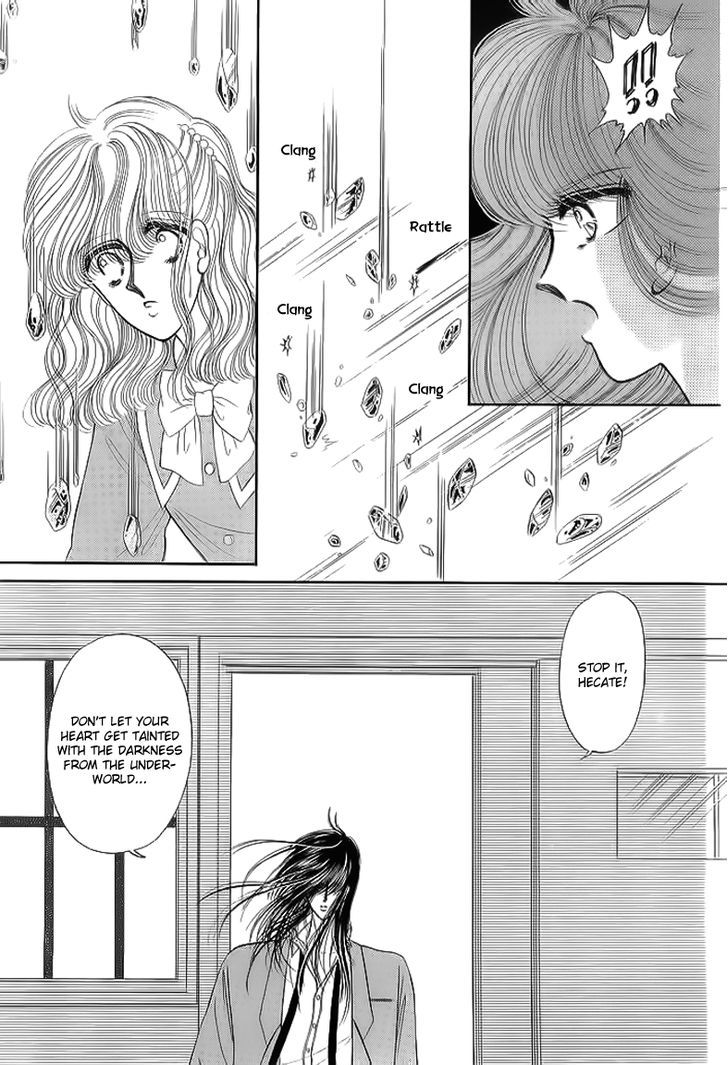 !!
Clang
Rattle
Clang
Clang
STOP IT,
HECATE!
DON'T LET YOUR
HEART GET TAINTED
WITH THE DARKNESS
FROM THE UNDER-
WORLD...